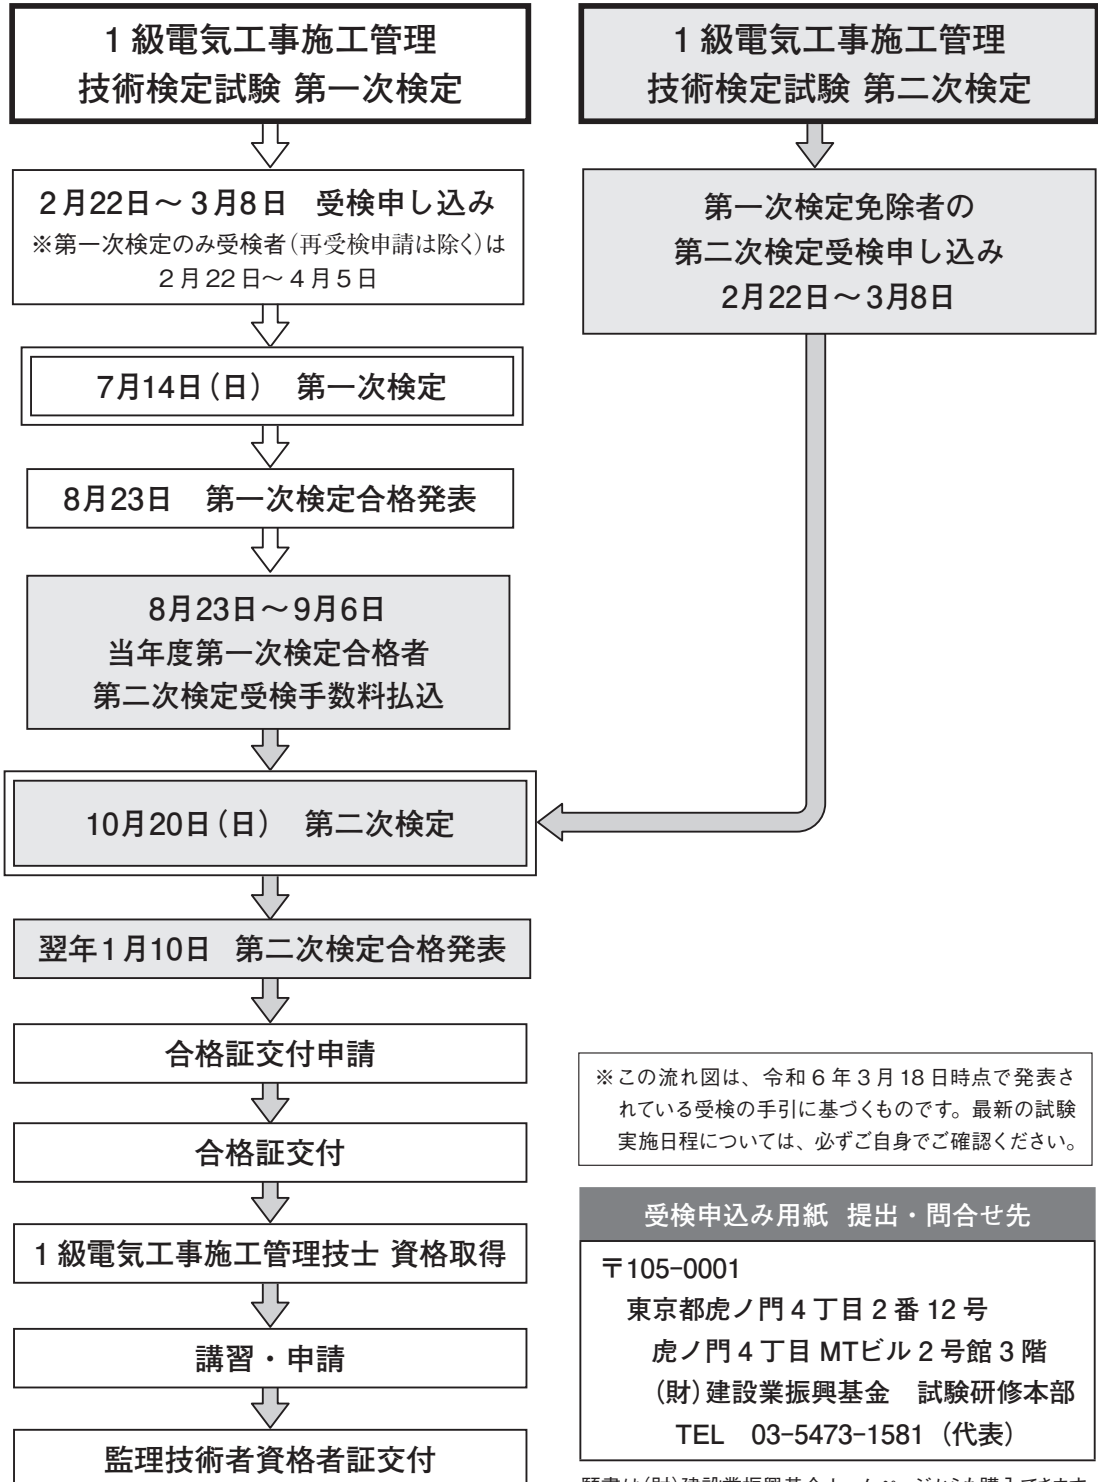 1級電気工事施工管理
技術検定試験 第一次検定
2月22日～3月8日 受検申し込み
※第一次検定のみ受検者(再受検申請は除く)は
2月22日～4月5日
7月14日(日) 第一次検定
8月23日 第一次検定合格発表
8月23日～9月6日
当年度第一次検定合格者
第二次検定受検手数料払込
10月20日(日) 第二次検定
翌年1月10日 第二次検定合格発表
合格証交付申請
合格証交付
1級電気工事施工管理技士 資格取得
講習・申請
監理技術者資格者証交付
1級電気工事施工管理
技術検定試験 第二次検定
第一次検定免除者の
第二次検定受検申し込み
2月22日～3月8日
※この流れ図は、令和6年3月18日時点で発表さ
れている受検の手引に基づくものです。最新の試験
実施日程については、必ずご自身でご確認ください。
受検申込み用紙 提出・問合せ先
〒105-0001
東京都虎ノ門4丁目2番12号
虎ノ門4丁目MTビル2号館3階
(財)建設業振興基金 試験研修本部
TEL 03-5473-1581(代表)